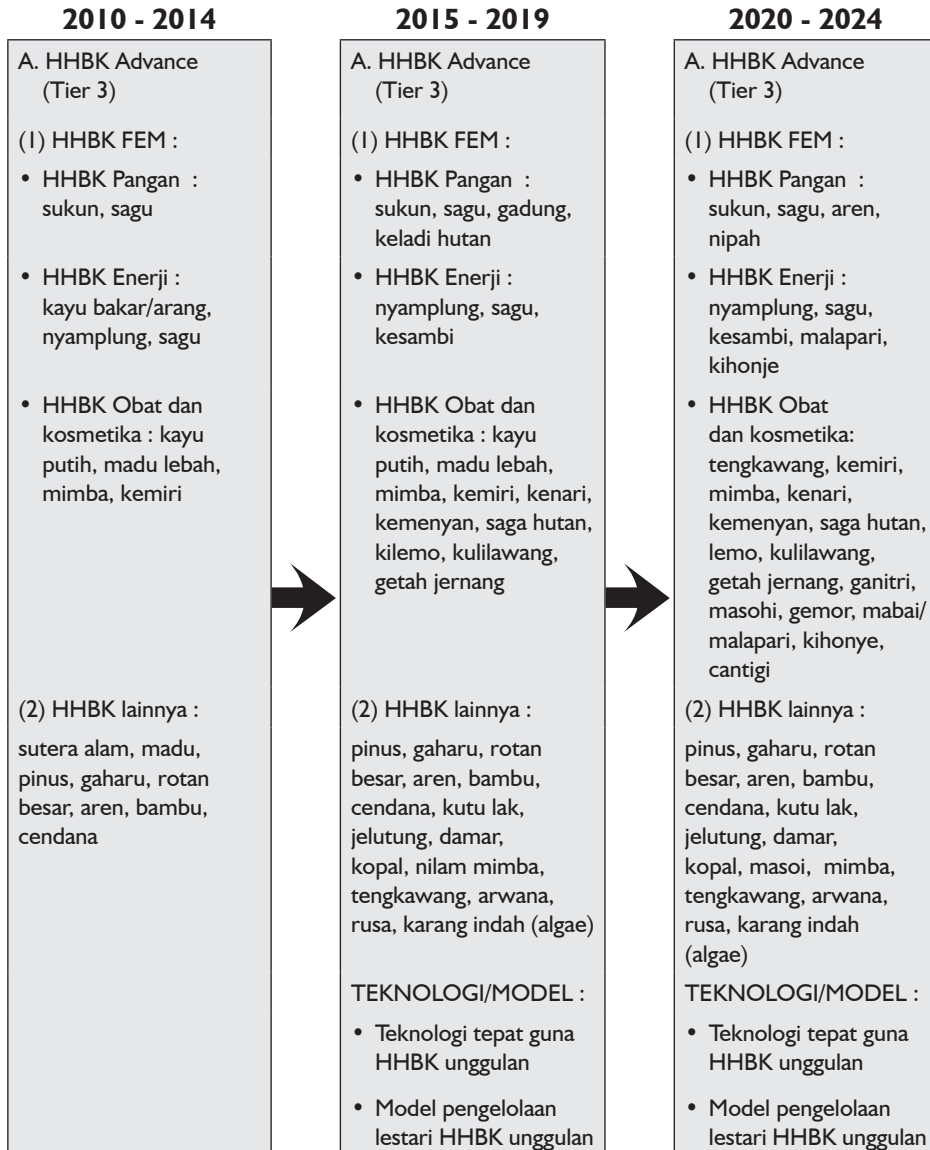 2010 - 2014
A. HHBK Advance
(Tier 3)
(1) HHBK FEM :
• HHBK Pangan :
sukun, sagu
• HHBK Enerji :
kayu bakar/arang,
nyamplung, sagu
• HHBK Obat dan
kosmetika : kayu
putih, madu lebah,
mimba, kemiri
(2) HHBK lainnya :
sutera alam, madu,
pinus, gaharu, rotan
besar, aren, bambu,
cendana
2015 - 2019
A. HHBK Advance
(Tier 3)
(1) HHBK FEM :
• HHBK Pangan :
sukun, sagu, gadung,
keladi hutan
• HHBK Enerji :
nyamplung, sagu,
kesambi
• HHBK Obat dan
kosmetika : kayu
putih, madu lebah,
mimba, kemiri, kenari,
kemenyan, saga hutan,
kilemo, kulilawang,
getah jernang
(2) HHBK lainnya :
pinus, gaharu, rotan
besar, aren, bambu,
cendana, kutu lak,
jelutung, damar,
kopal, nilam mimba,
tengkawang, arwana,
rusa, karang indah (algae)
TEKNOLOGI/MODEL :
• Teknologi tepat guna
HHBK unggulan
• Model pengelolaan
lestari HHBK unggulan
2020 - 2024
A. HHBK Advance
(Tier 3)
(1) HHBK FEM :
• HHBK Pangan :
sukun, sagu, aren,
nipah
• HHBK Enerji :
nyamplung, sagu,
kesambi, malapari,
kihonje
• HHBK Obat
dan kosmetika:
tengkawang, kemiri,
mimba, kenari,
kemenyan, saga hutan,
lemo, kulilawang,
getah jernang, ganitri,
masohi, gemor, mabai/
malapari, kihonye,
cantigi
(2) HHBK lainnya :
pinus, gaharu, rotan
besar, aren, bambu,
cendana, kutu lak,
jelutung, damar,
kopal, masoi, mimba,
tengkawang, arwana,
rusa, karang indah
(algae)
TEKNOLOGI/MODEL :
• Teknologi tepat guna
HHBK unggulan
• Model pengelolaan
lestari HHBK unggulan